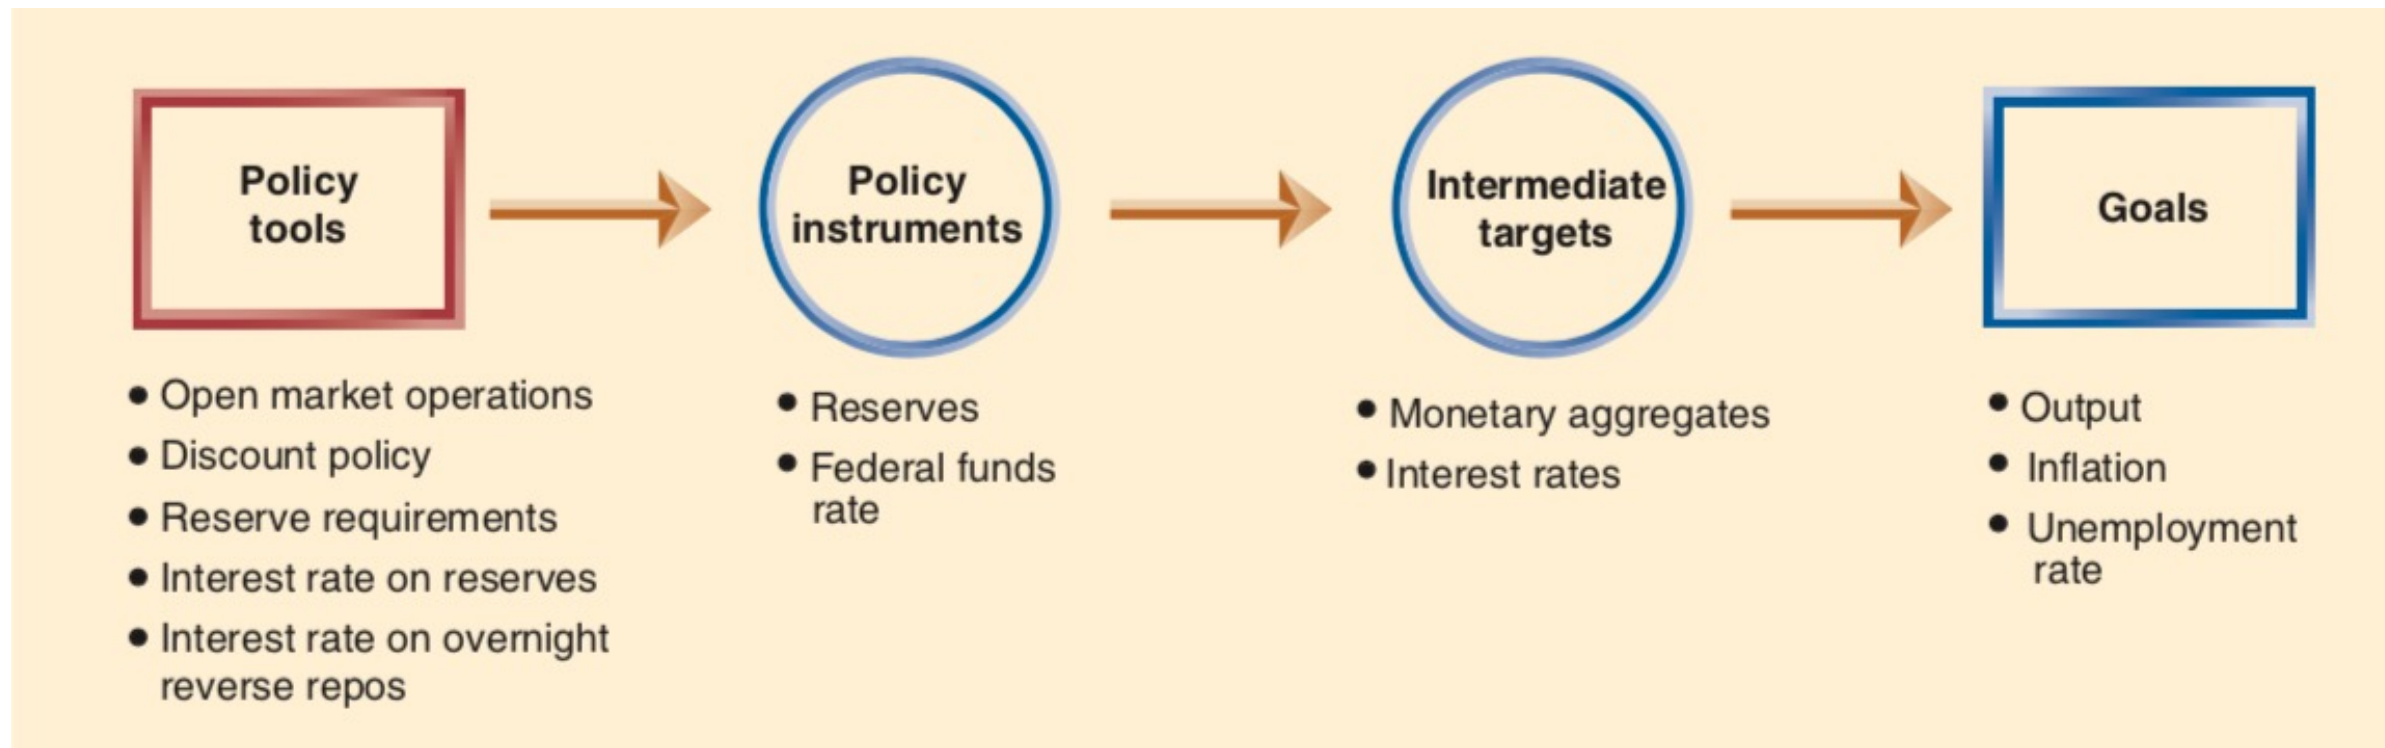 Policy
tools
Policy
instruments
Intermediate
targets
Goals
● Open market operations
● Discount policy
● Reserve requirements
● Interest rate on reserves
● Interest rate on overnight
reverse repos
● Reserves
● Federal funds
rate
● Monetary aggregates
● Interest rates
● Output
● Inflation
● Unemployment
rate